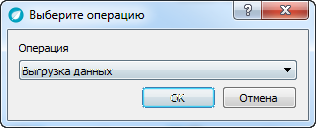 Выберите операцию
Операция
Выгрузка данных
ОК
Отмена